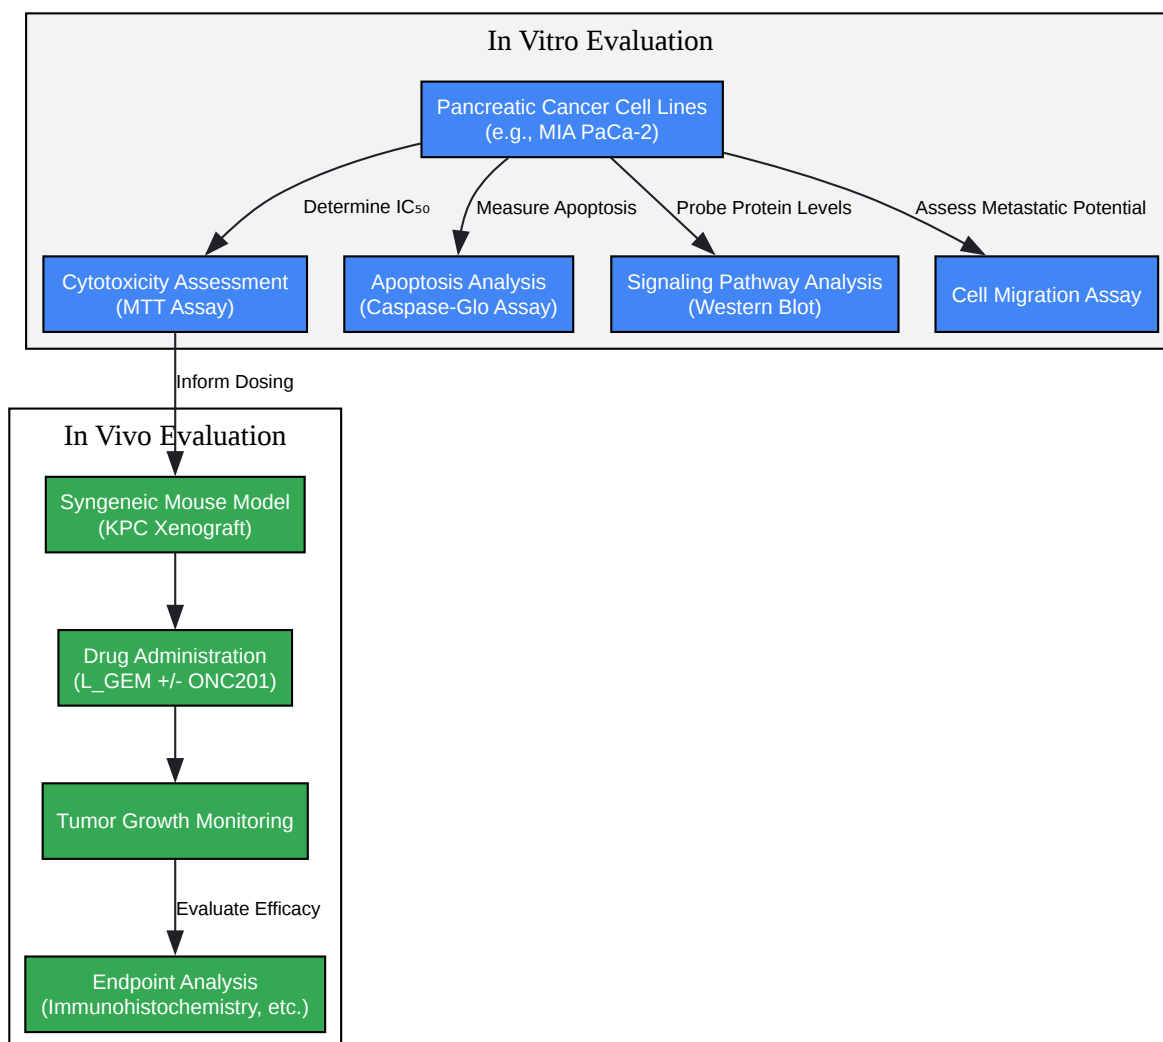 In Vitro Evaluation
Pancreatic Cancer Cell Lines
(e.g., MIA PaCa-2)
Determine IC₅₀
Measure Apoptosis
Probe Protein Levels
Assess Metastatic Potential
Cytotoxicity Assessment
(MTT Assay)
Apoptosis Analysis
(Caspase-Glo Assay)
Signaling Pathway Analysis
(Western Blot)
Cell Migration Assay
Inform Dosing
In Vivo Evaluation
Syngeneic Mouse Model
(KPC Xenograft)
Drug Administration
(L_GEM +/- ONC201)
Tumor Growth Monitoring
Evaluate Efficacy
Endpoint Analysis
(Immunohistochemistry, etc.)